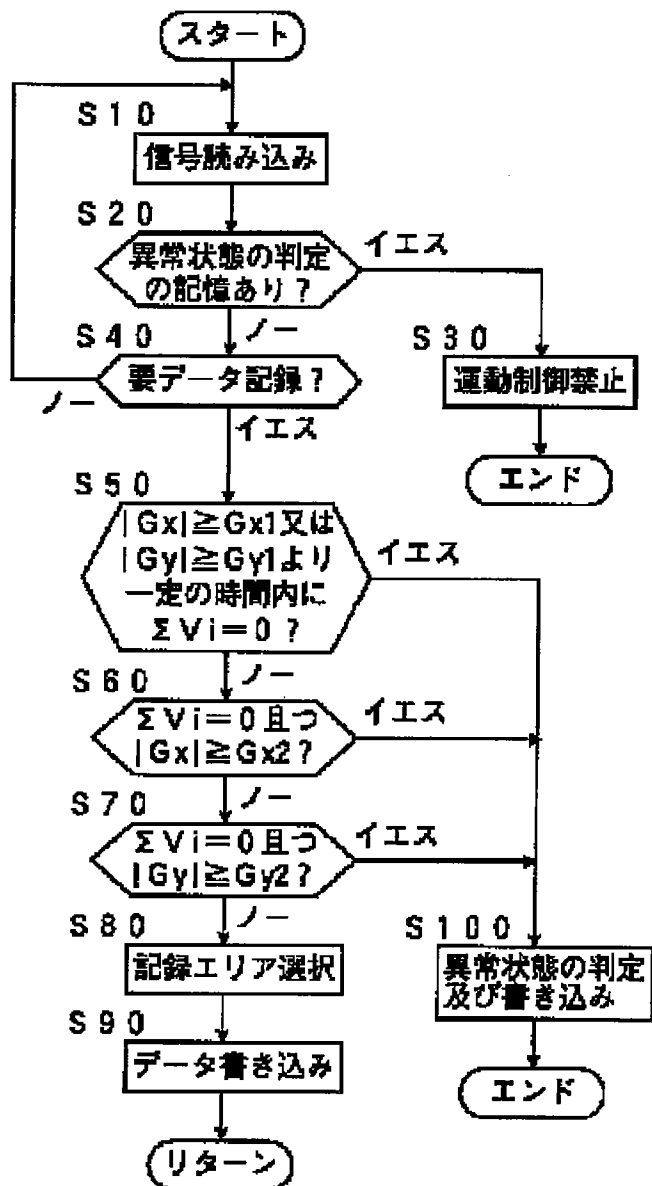 スタート
S10
信号読み込み
S20
異常状態の判定
の記憶あり?
イエス
ノー
S30
運動制御禁止
エンド
S40
要データ記録?
ノー
イエス
S50
|Gx|≧Gx1又は
|Gy|≧Gy1より
一定の時間内に
ΣVi=0?
イエス
ノー
S60
ΣVi=0且つ
|Gx|≧Gx2?
イエス
ノー
S70
ΣVi=0且つ
|Gy|≧Gy2?
イエス
ノー
S80
記録エリア選択
S90
データ書き込み
リターン
S100
異常状態の判定
及び書き込み
エンド